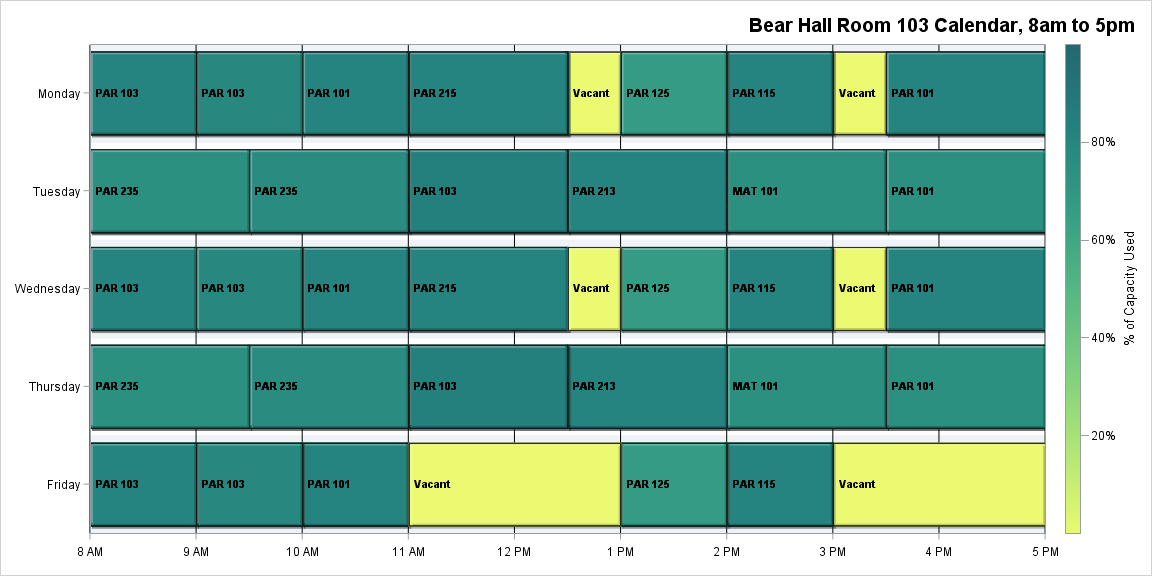 Bear Hall Room 103 Calendar, 8am to 5pm
Monday
PAR 103
PAR 103
PAR 101
PAR 215
Vacant
PAR 125
PAR 115
Vacant
PAR 101
Tuesday
PAR 235
PAR 235
PAR 103
PAR 213
MAT 101
PAR 101
Wednesday
PAR 103
PAR 103
PAR 101
PAR 215
Vacant
PAR 125
PAR 115
Vacant
PAR 101
Thursday
PAR 235
PAR 235
PAR 103
PAR 213
MAT 101
PAR 101
Friday
PAR 103
PAR 103
PAR 101
Vacant
PAR 125
PAR 115
Vacant
8 AM
9 AM
10 AM
11 AM
12 PM
1 PM
2 PM
3 PM
4 PM
5 PM
80%
60%
40%
20%
% of Capacity Used